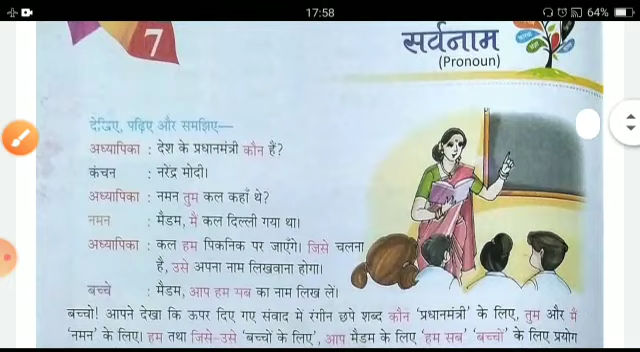 17:58
64%
7
सर्वनाम
(Pronoun)
देखिए, पढ़िए और समझिए—
अध्यापिका : देश के प्रधानमंत्री कौन हैं?
कंचन : नरेंद्र मोदी।
अध्यापिका : नमन तुम कल कहाँ थे?
नमन : मैडम, मैं कल दिल्ली गया था।
अध्यापिका : कल हम पिकनिक पर जाएँगे। जिसे चलना
है, उसे अपना नाम लिखवाना होगा।
बच्चे : मैडम, आप हम सब का नाम लिख लें।
बच्चो! आपने देखा कि ऊपर दिए गए संवाद में रंगीन छपे शब्द कौन ‘प्रधानमंत्री’ के लिए, तुम और मैं
‘नमन’ के लिए। हम तथा जिसे-उसे ‘बच्चों के लिए’, आप मैडम के लिए ‘हम सब’ ‘बच्चों’ के लिए प्रयोग